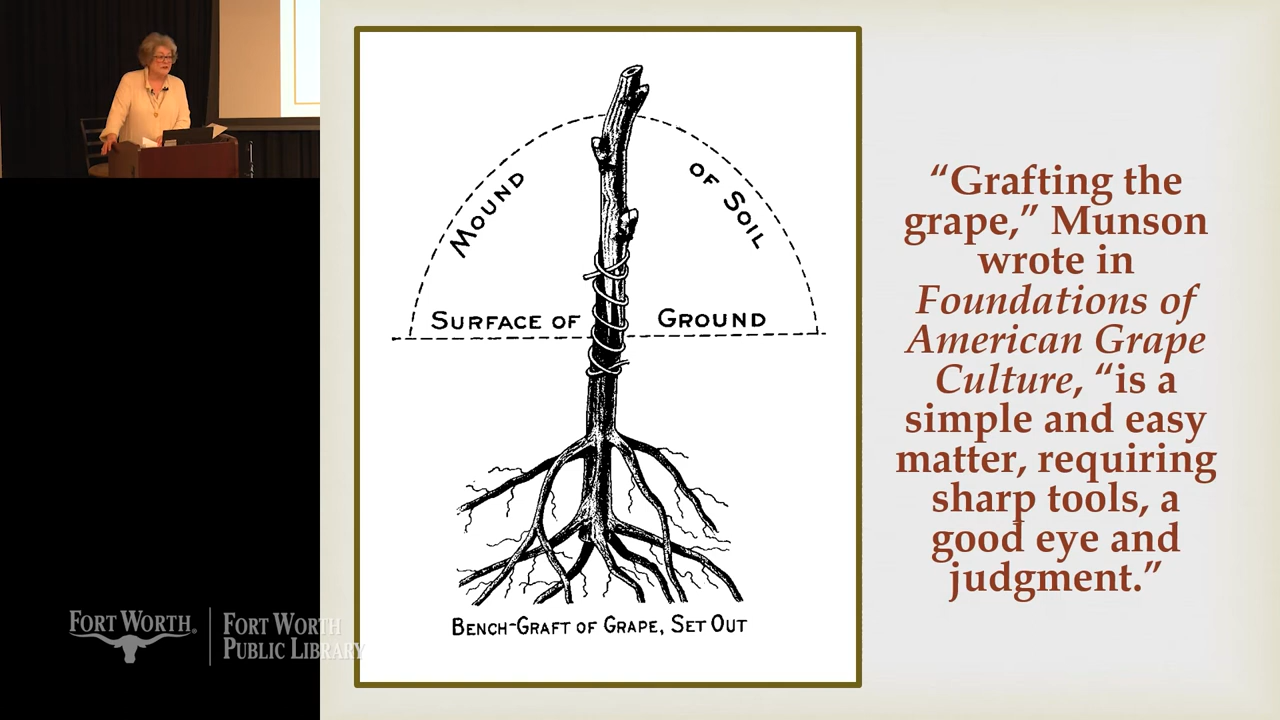 MOUND
OF SOIL
SURFACE OF
GROUND
BENCH-GRAFT OF GRAPE, SET OUT
“Grafting the
grape,” Munson
wrote in
Foundations of
American Grape
Culture, “is a
simple and easy
matter, requiring
sharp tools, a
good eye and
judgment.”
FORT WORTH®
FORT WORTH
PUBLIC LIBRARY